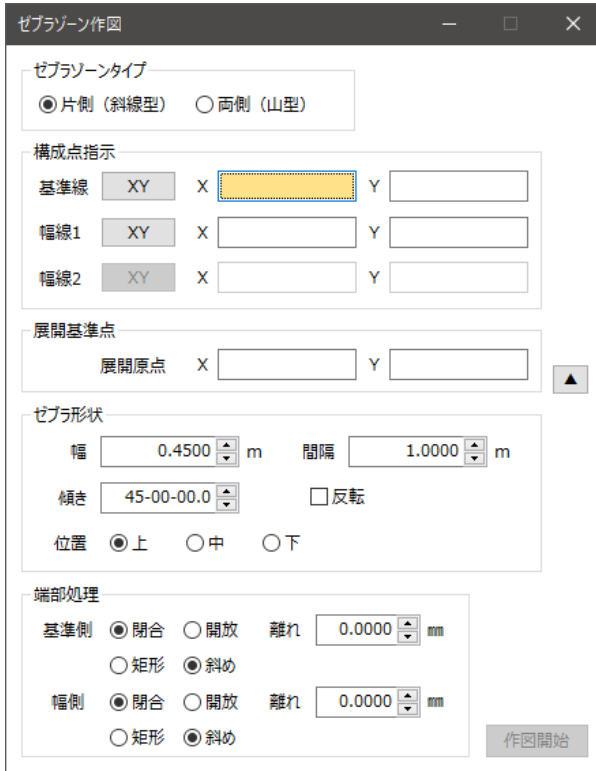 ゼブラゾーン作図
ゼブラゾーンタイプ
片側（斜線型） 両側（山型）
構成点指示
基準線 XY X Y
幅線1 XY X Y
幅線2 XY X Y
展開基準点
展開原点 X Y
▲
ゼブラ形状
幅 0.4500 m 間隔 1.0000 m
傾き 45-00-00.0 反転
位置 上 中 下
端部処理
基準側 閉合 開放 離れ 0.0000 ㎜
矩形 斜め
幅側 閉合 開放 離れ 0.0000 ㎜
矩形 斜め
作図開始